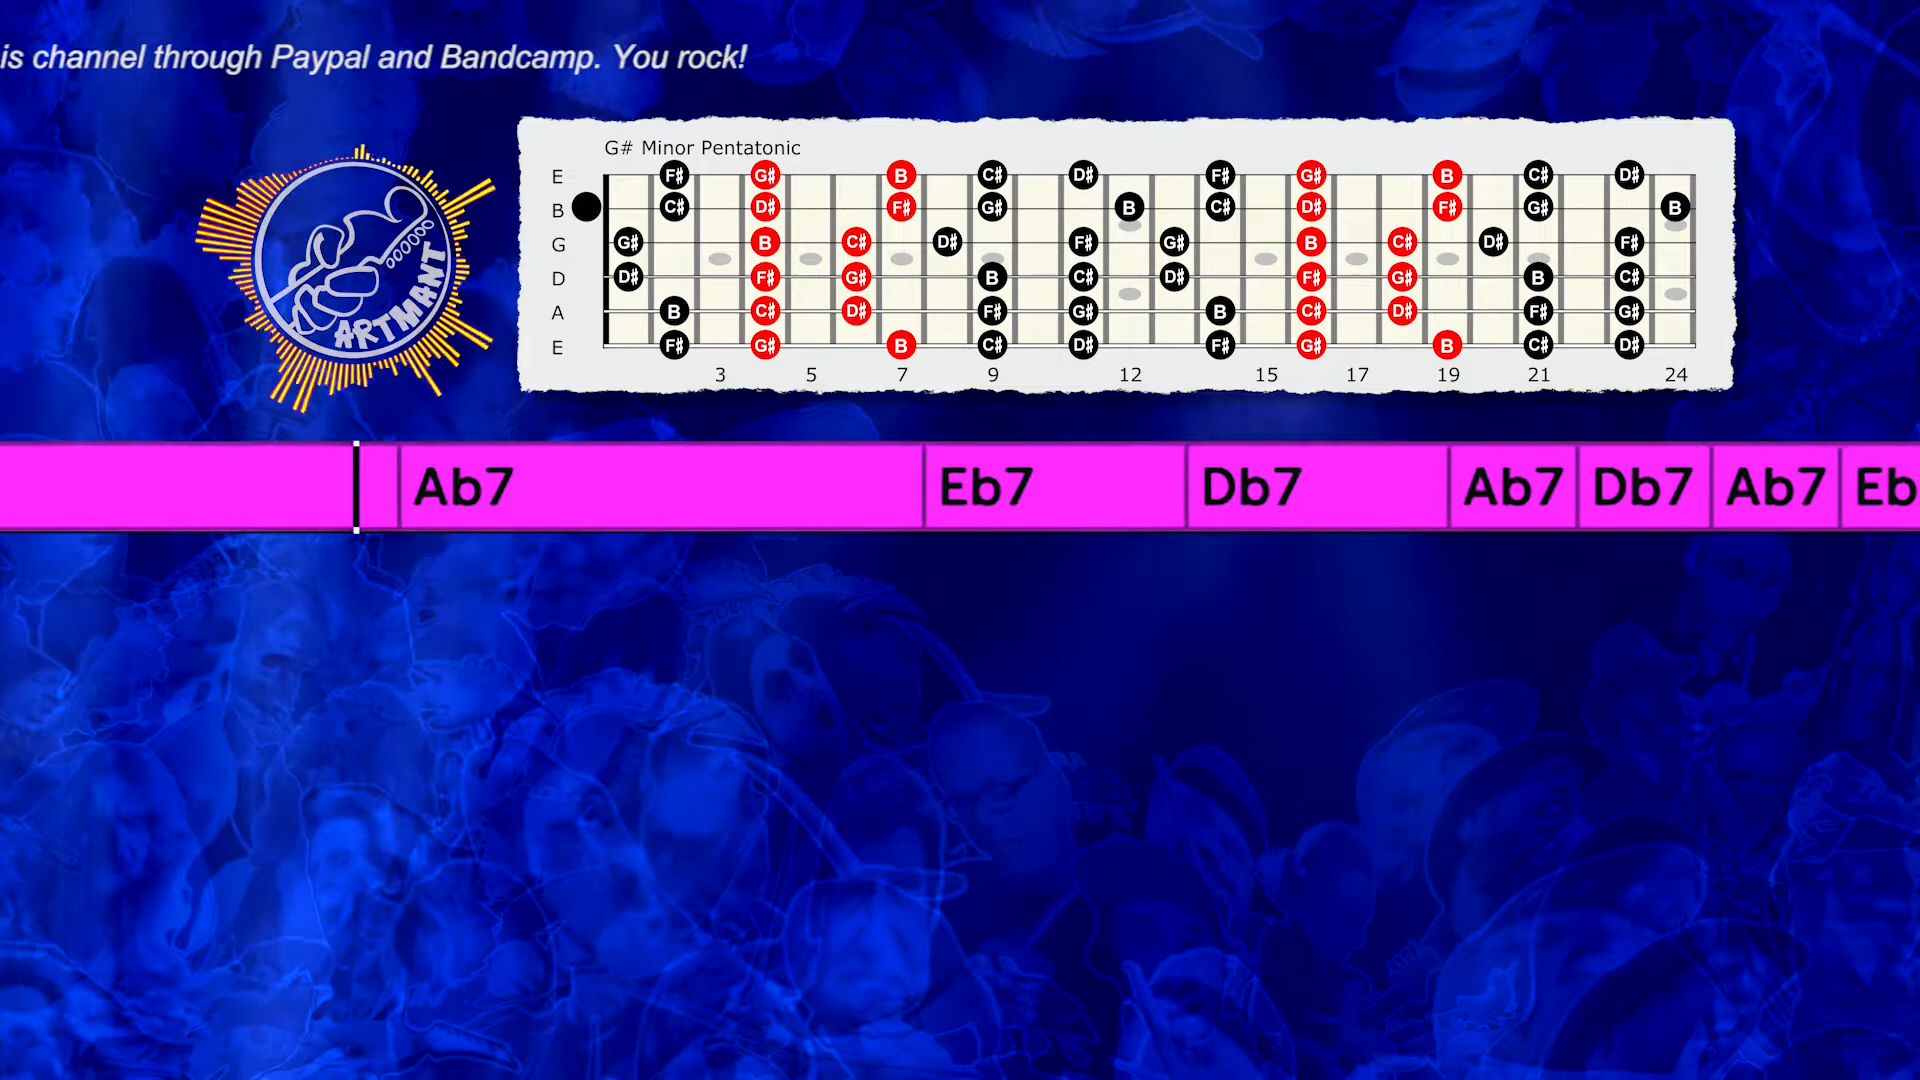 is channel through Paypal and Bandcamp. You rock!
ARTMANT
G# Minor Pentatonic
E F# G# B C# D# F# G# B C# D#
B C# D# F# G# B C# D# F# G# B
G G# B C# D# F# G# B C# D# F#
D D# F# G# B C# D# F# G# B C#
A B C# D# F# G# B C# D# F# G#
E F# G# B C# D# F# G# B C# D#
3 5 7 9 12 15 17 19 21 24
Ab7 Eb7 Db7 Ab7 Db7 Ab7 Eb